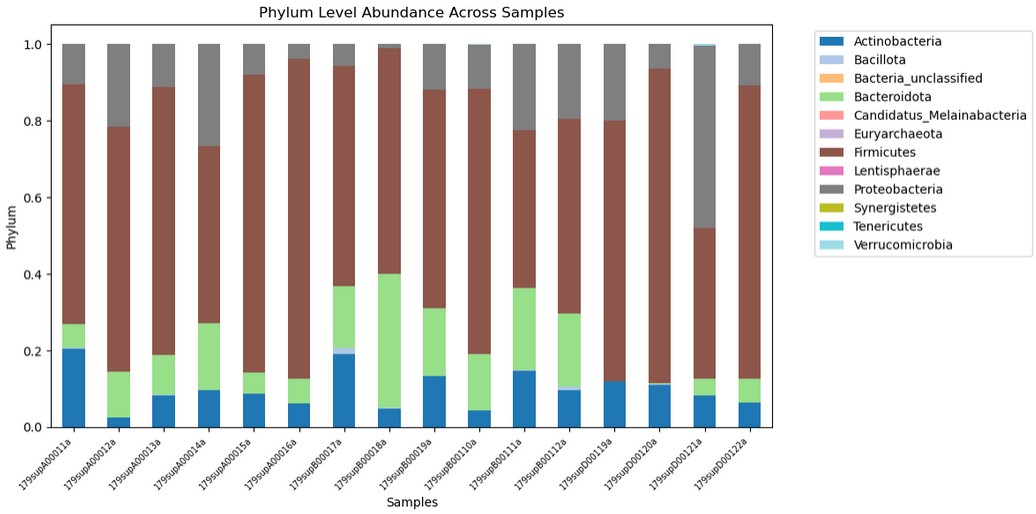 Phylum Level Abundance Across Samples
Phylum
1.0
0.8
0.6
0.4
0.2
0.0
179supA00011a
179supA00012a
179supA00013a
179supA00014a
179supA00015a
179supA00016a
179supB00017a
179supB00018a
179supB00019a
179supB00110a
179supB00111a
179supB00112a
179supD00119a
179supD00120a
179supD00121a
179supD00122a
Samples
Actinobacteria
Bacillota
Bacteria_unclassified
Bacteroidota
Candidatus_Melainabacteria
Euryarchaeota
Firmicutes
Lentisphaerae
Proteobacteria
Synergistetes
Tenericutes
Verrucomicrobia